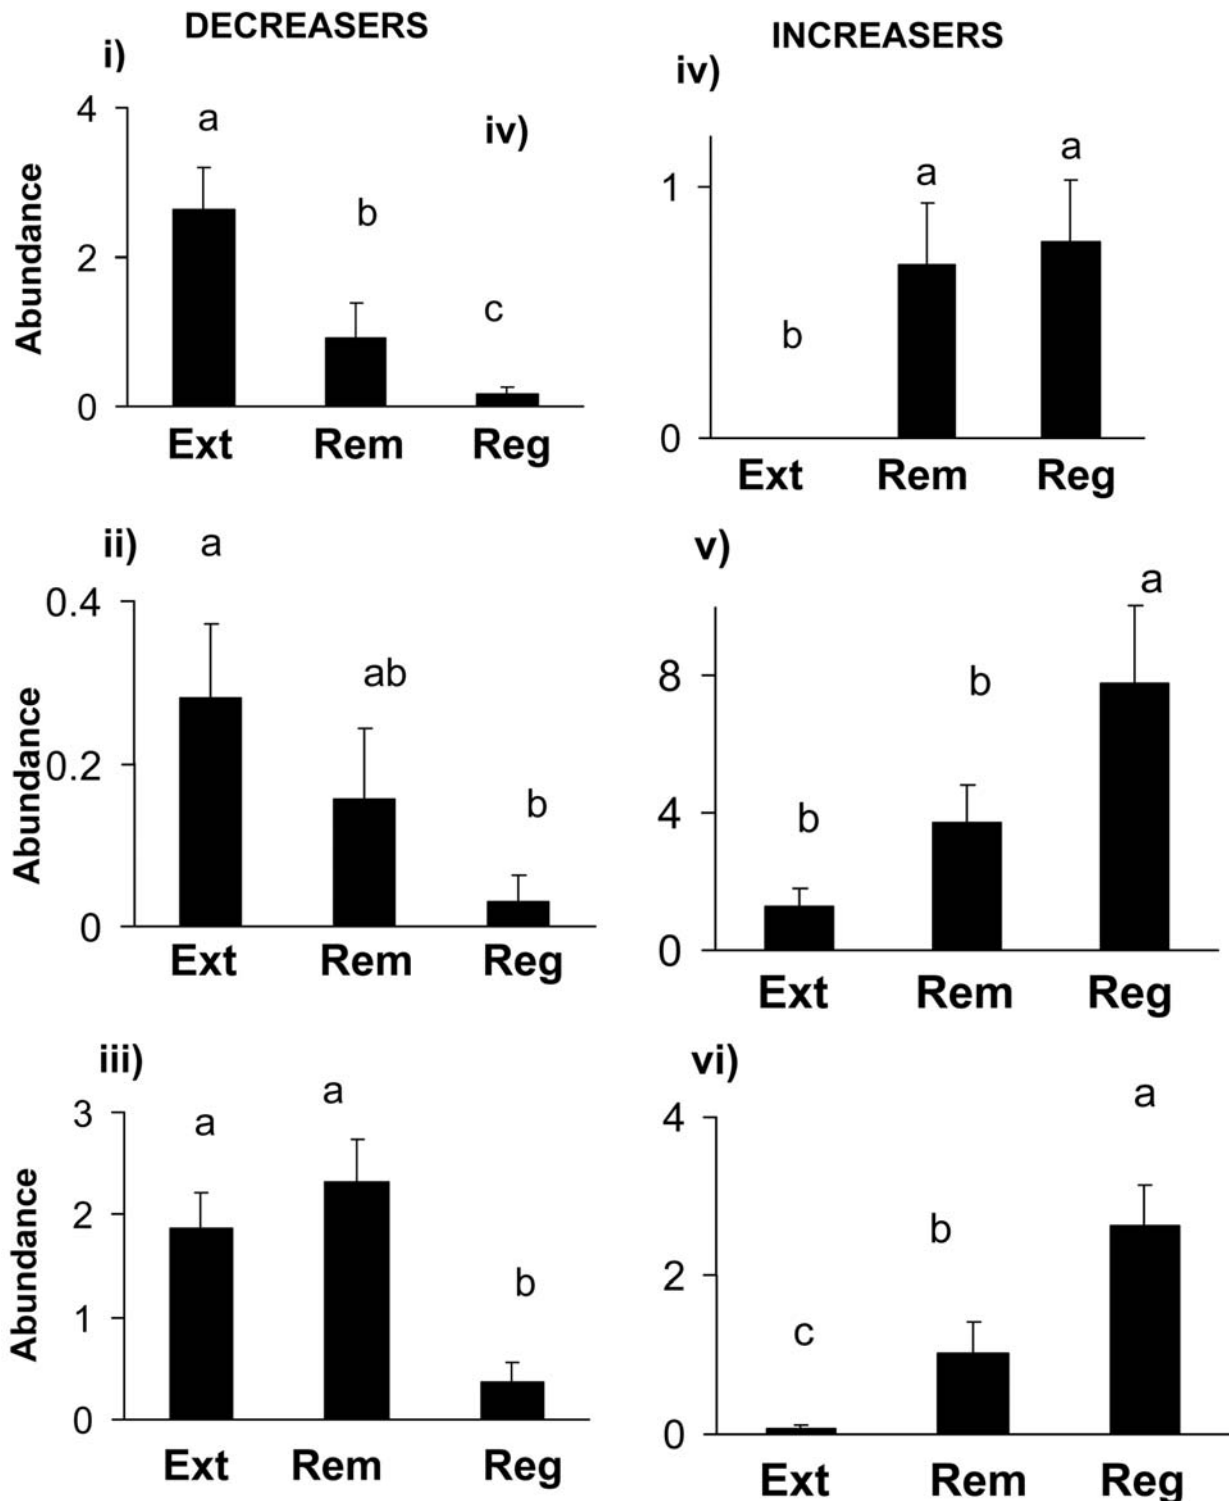 DECREASERS
i)
Abundance
4
2
0
a
b
c
iv)
Ext Rem Reg
ii)
Abundance
0.4
0.2
0
a
ab
b
Ext Rem Reg
iii)
Abundance
3
2
1
0
a
a
b
Ext Rem Reg
INCREASERS
iv)
1
0
b
a
a
Ext Rem Reg
v)
8
4
0
b
b
a
Ext Rem Reg
vi)
4
2
0
c
b
a
Ext Rem Reg